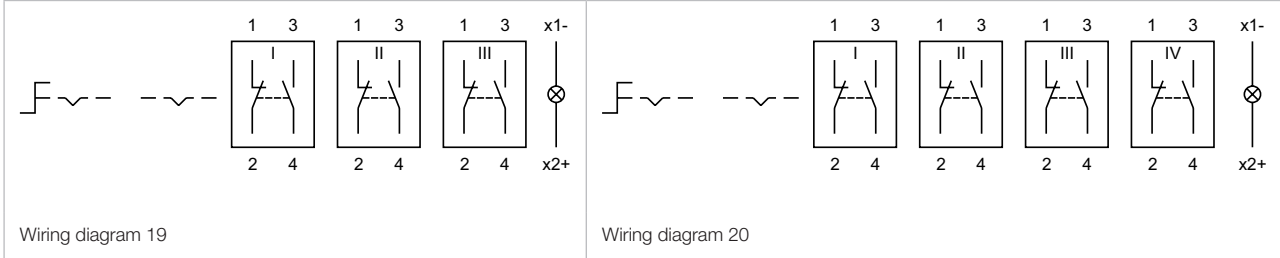 1 3 1 3 1 3 x1-
I II III
2 4 2 4 2 4 x2+
Wiring diagram 19
1 3 1 3 1 3 1 3 x1-
I II III IV
2 4 2 4 2 4 2 4 x2+
Wiring diagram 20